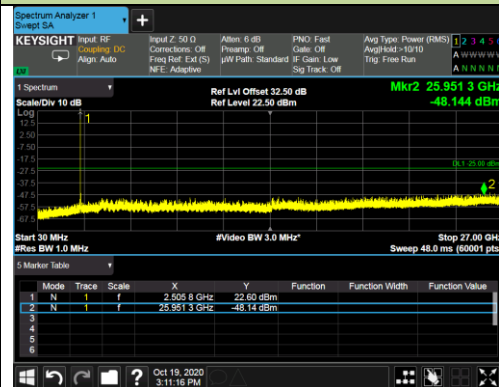 Spectrum Analyzer 1
Swept SA
KEYSIGHT Input: RF Input Z: 50 Ω Atten: 6 dB PNO: Fast Avg Type: Power (RMS) 1 2 3 4 5
Coupling: DC Corrections: Off Preamp: Off Gate: Off Avg|Hold:>10/10
Align: Auto Freq Ref: Ext (S) µW Path: Standard IF Gain: Low Trig: Free Run A W W W W
NFE: Adaptive Sig Track: Off A N N N N
1 Spectrum Ref Lvl Offset 32.50 dB Mkr2 25.951 3 GHz
Scale/Div 10 dB Ref Level 22.50 dBm -48.144 dBm
Log
1
12.5
2.50
-7.50
-17.5
DL1 -25.00 dBm
-27.5
-37.5
2
-47.5
-57.5
-67.5
Start 30 MHz #Video BW 3.0 MHz* Stop 27.00 GHz
#Res BW 1.0 MHz Sweep 48.0 ms (60001 pts)
5 Marker Table
Mode Trace Scale X Y Function Function Width Function Value
1 N 1 f 2.505 8 GHz 22.60 dBm
2 N 1 f 25.951 3 GHz -48.14 dBm
3
4
5
6
Oct 19, 2020
3:11:16 PM